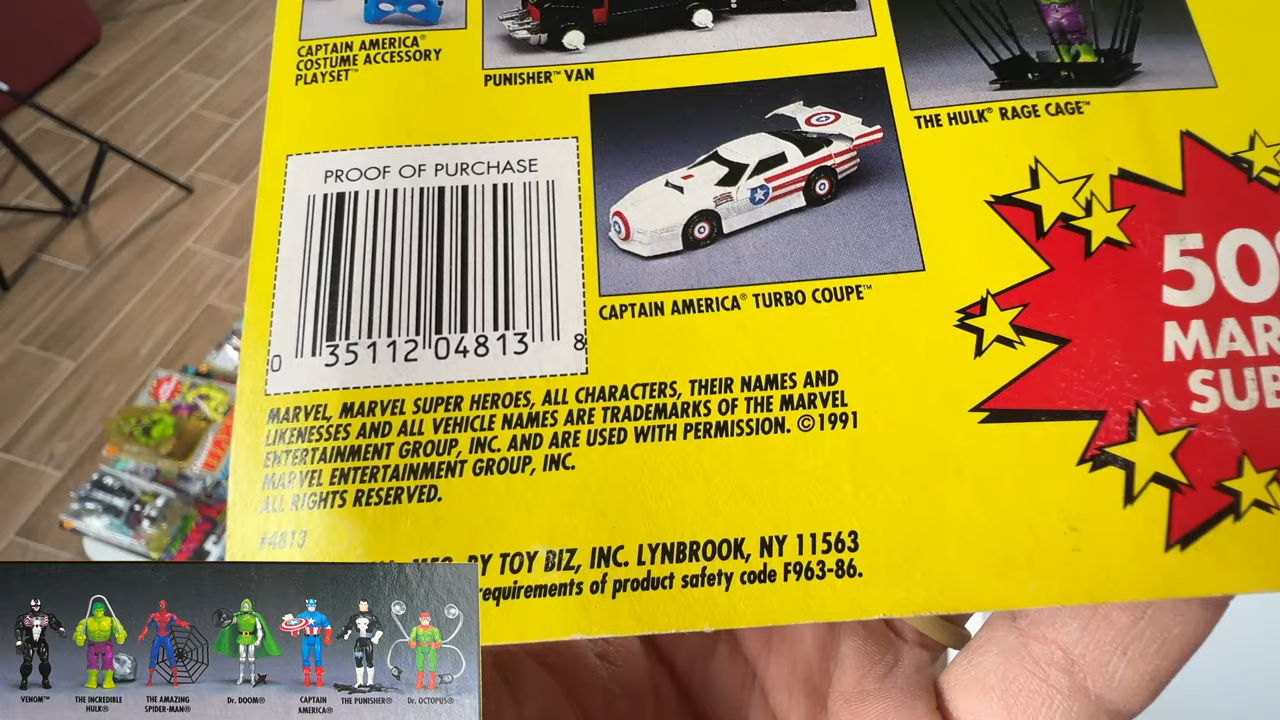 CAPTAIN AMERICA®
COSTUME ACCESSORY
PLAYSET™
PUNISHER™ VAN
THE HULK® RAGE CAGE™
PROOF OF PURCHASE
0 35112 04813 8
CAPTAIN AMERICA® TURBO COUPE™
50
MAR
SUB
MARVEL, MARVEL SUPER HEROES, ALL CHARACTERS, THEIR NAMES AND
LIKENESSES AND ALL VEHICLE NAMES ARE TRADEMARKS OF THE MARVEL
ENTERTAINMENT GROUP, INC. AND ARE USED WITH PERMISSION. ©1991
MARVEL ENTERTAINMENT GROUP, INC.
ALL RIGHTS RESERVED.
#4813
BY TOY BIZ, INC. LYNBROOK, NY 11563
requirements of product safety code F963-86.
VENOM™
THE INCREDIBLE
HULK®
THE AMAZING
SPIDER-MAN®
Dr. DOOM®
CAPTAIN
AMERICA®
THE PUNISHER®
Dr. OCTOPUS®